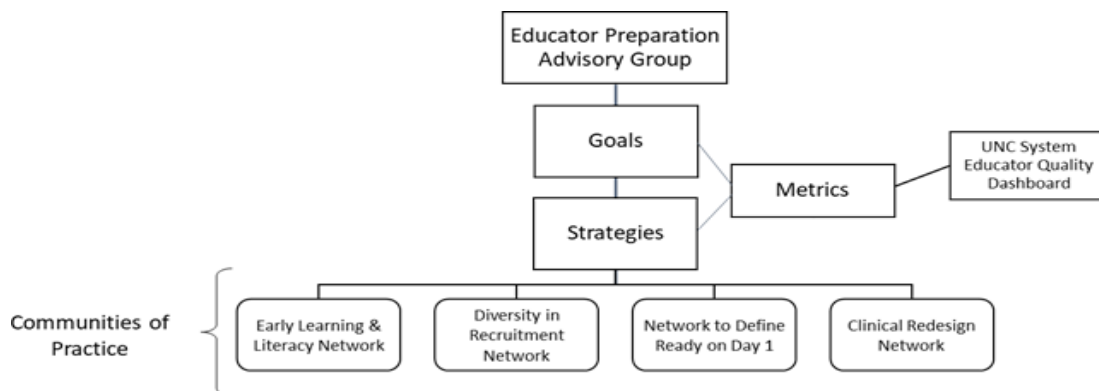 Educator Preparation
Advisory Group
Goals
UNC System
Educator Quality
Dashboard
Metrics
Strategies
Communities of
Practice
Early Learning &
Literacy Network
Diversity in
Recruitment
Network
Network to Define
Ready on Day 1
Clinical Redesign
Network